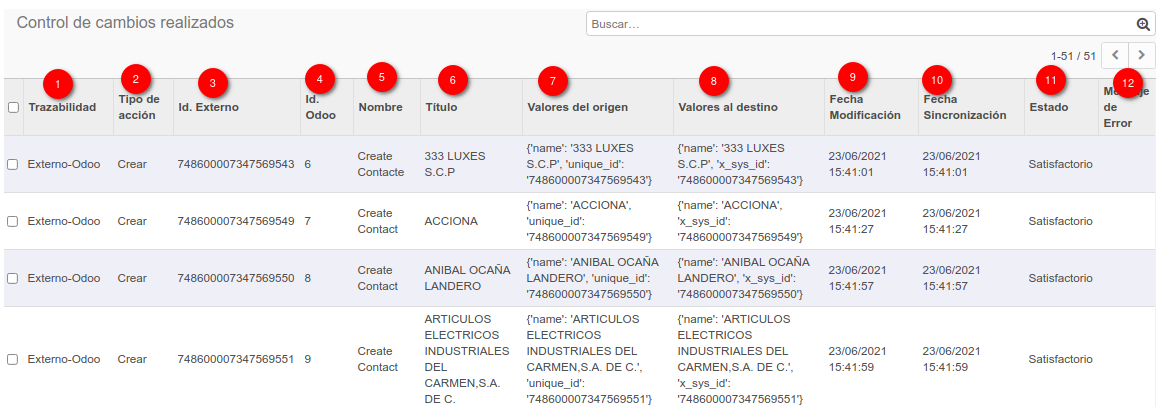 Control de cambios realizados
Buscar...
1-51 / 51
1 2 3 4 5 6 7 8 9 10 11 12
Trazabilidad
Tipo de
acción
Id. Externo
Id.
Odoo
Nombre
Título
Valores del origen
Valores al destino
Fecha
Modificación
Fecha
Sincronización
Estado
de
Error
Externo-Odoo
Crear
748600007347569543
6
Create
Contacte
333 LUXES
S.C.P
{'name': '333 LUXES
S.C.P', 'unique_id':
'748600007347569543'}
{'name': '333 LUXES
S.C.P', 'x_sys_id':
'748600007347569543'}
23/06/2021
15:41:01
23/06/2021
15:41:01
Satisfactorio
Externo-Odoo
Crear
748600007347569549
7
Create
Contact
ACCIONA
{'name': 'ACCIONA',
'unique_id':
'748600007347569549'}
{'name': 'ACCIONA',
'x_sys_id':
'748600007347569549'}
23/06/2021
15:41:27
23/06/2021
15:41:27
Satisfactorio
Externo-Odoo
Crear
748600007347569550
8
Create
Contact
ANIBAL OCAÑA
LANDERO
{'name': 'ANIBAL OCAÑA
LANDERO', 'unique_id':
'748600007347569550'}
{'name': 'ANIBAL OCAÑA
LANDERO', 'x_sys_id':
'748600007347569550'}
23/06/2021
15:41:57
23/06/2021
15:41:57
Satisfactorio
Externo-Odoo
Crear
748600007347569551
9
Create
Contact
ARTICULOS
ELECTRICOS
INDUSTRIALES
DEL
CARMEN,S.A.
DE C.
{'name': 'ARTICULOS
ELECTRICOS
INDUSTRIALES DEL
CARMEN,S.A. DE C.',
'unique_id':
'748600007347569551'}
{'name': 'ARTICULOS
ELECTRICOS
INDUSTRIALES DEL
CARMEN,S.A. DE C.',
'x_sys_id':
'748600007347569551'}
23/06/2021
15:41:59
23/06/2021
15:41:59
Satisfactorio